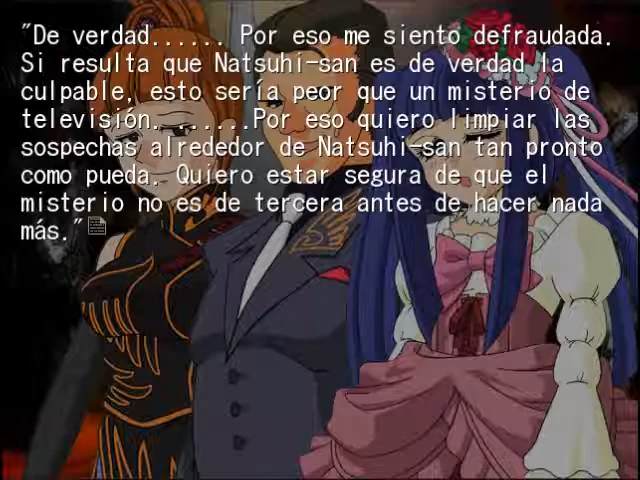 "De verdad...... Por eso me siento defraudada.
Si resulta que Natsuhi-san es de verdad la
culpable, esto sería peor que un misterio de
televisión. ......Por eso quiero limpiar las
sospechas alrededor de Natsuhi-san tan pronto
como pueda. Quiero estar segura de que el
misterio no es de tercera antes de hacer nada
más."